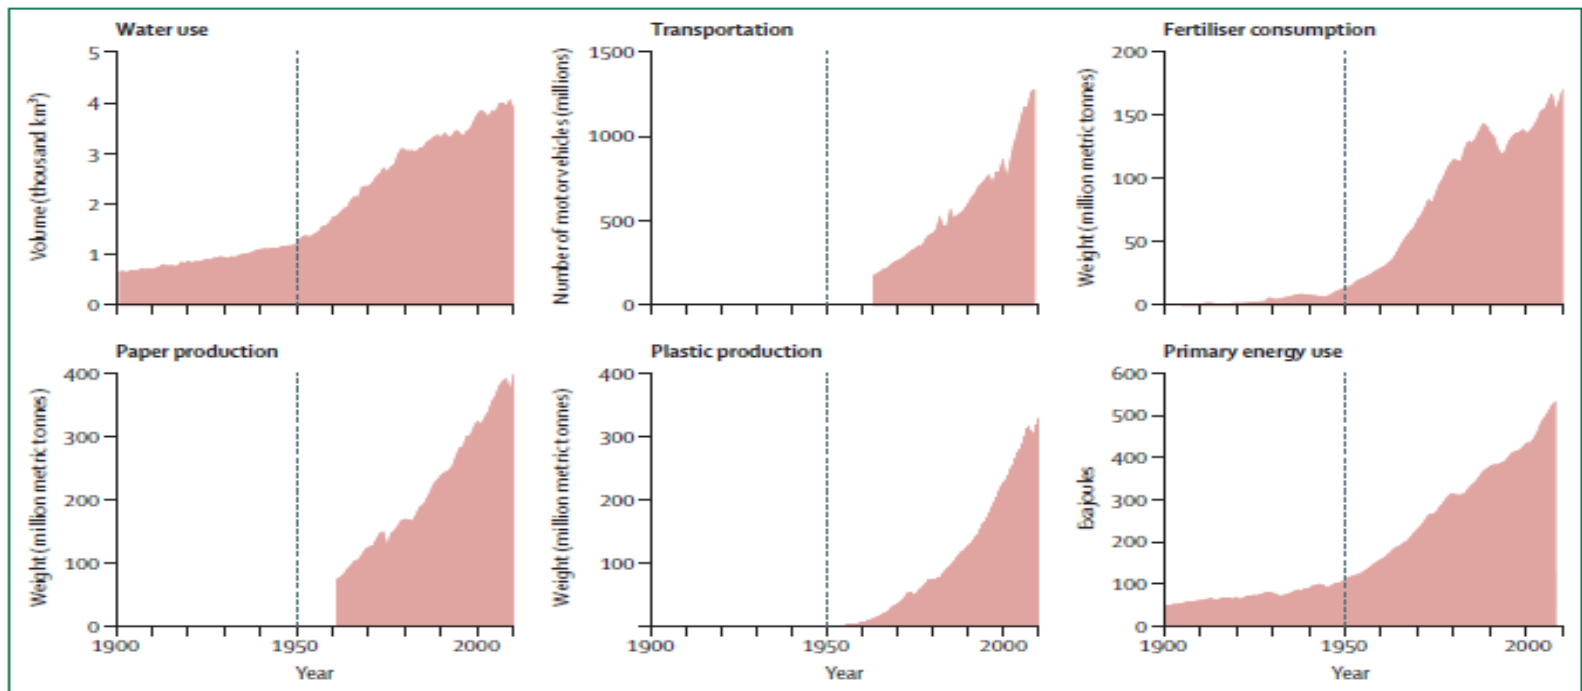 Water use
Volume (thousand km³)
5
4
3
2
1
0
Transportation
Number of motor vehicles (millions)
1500
1000
500
0
Fertiliser consumption
Weight (million metric tonnes)
200
150
100
50
0
Paper production
Weight (million metric tonnes)
400
300
200
100
0
1900
1950
2000
Year
Plastic production
Weight (million metric tonnes)
400
300
200
100
1900
1950
2000
Year
Primary energy use
Exajoules
600
500
400
300
200
100
0
1900
1950
2000
Year